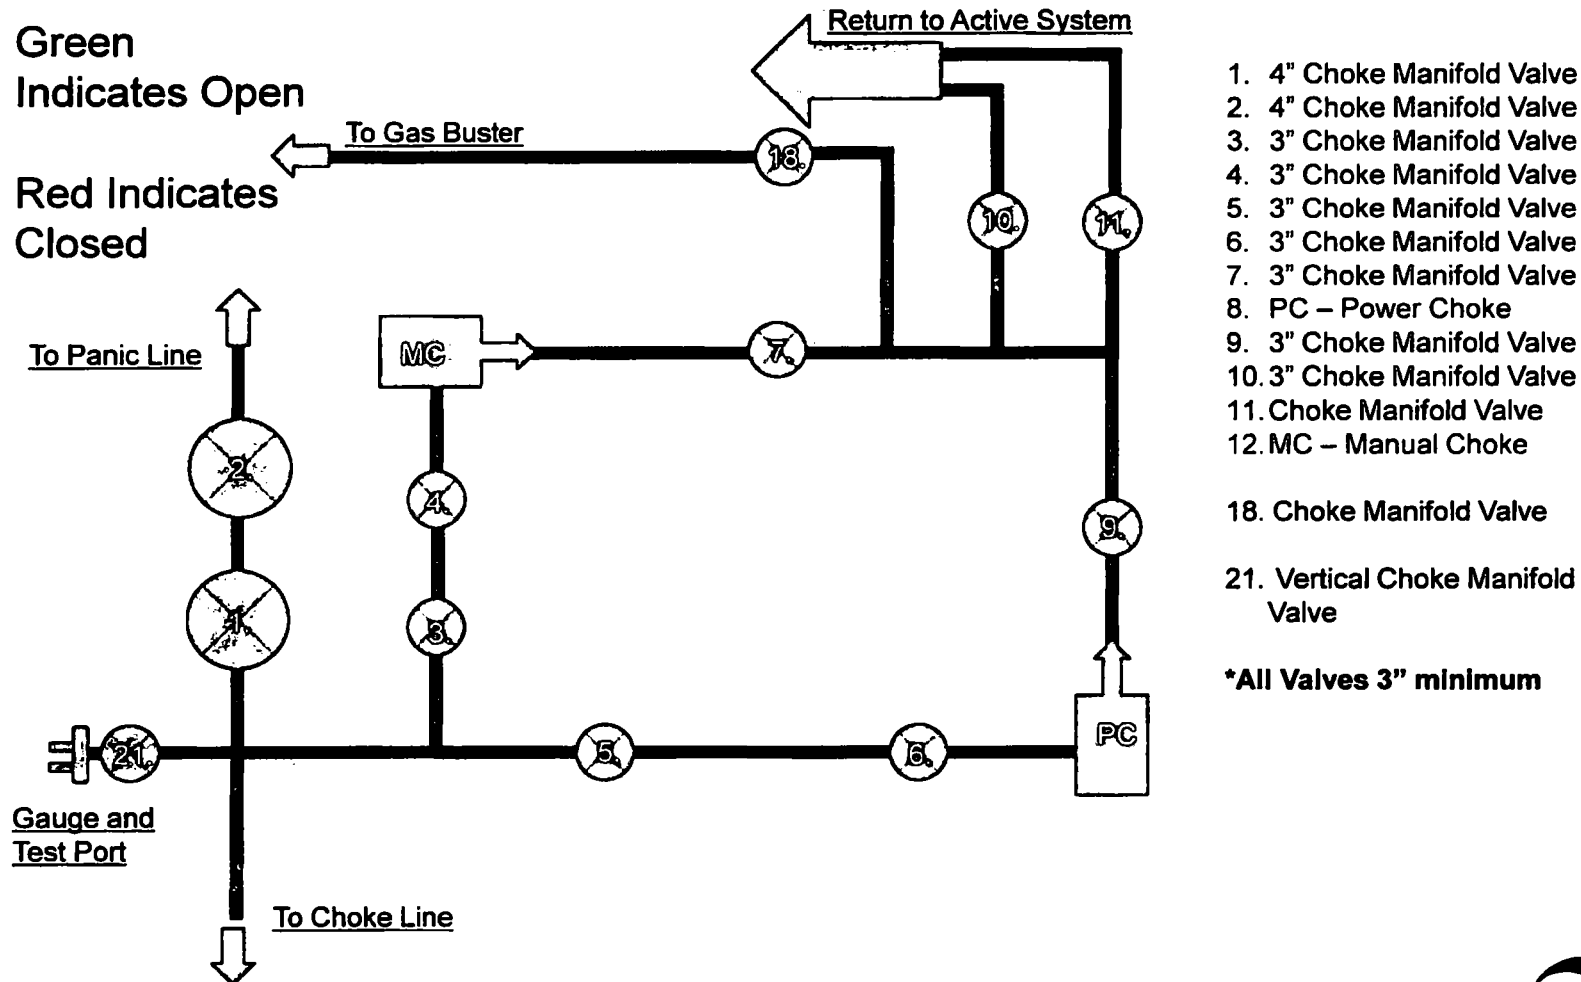 Green
Indicates Open
Red Indicates
Closed
Return to Active System
To Gas Buster
18.
10.
11.
To Panic Line
MC
7.
2.
4.
9.
1.
3.
21.
5.
6.
PC
Gauge and
Test Port
To Choke Line
1. 4" Choke Manifold Valve
2. 4" Choke Manifold Valve
3. 3" Choke Manifold Valve
4. 3" Choke Manifold Valve
5. 3" Choke Manifold Valve
6. 3" Choke Manifold Valve
7. 3" Choke Manifold Valve
8. PC – Power Choke
9. 3" Choke Manifold Valve
10. 3" Choke Manifold Valve
11. Choke Manifold Valve
12. MC – Manual Choke
18. Choke Manifold Valve
21. Vertical Choke Manifold
Valve
*All Valves 3" minimum